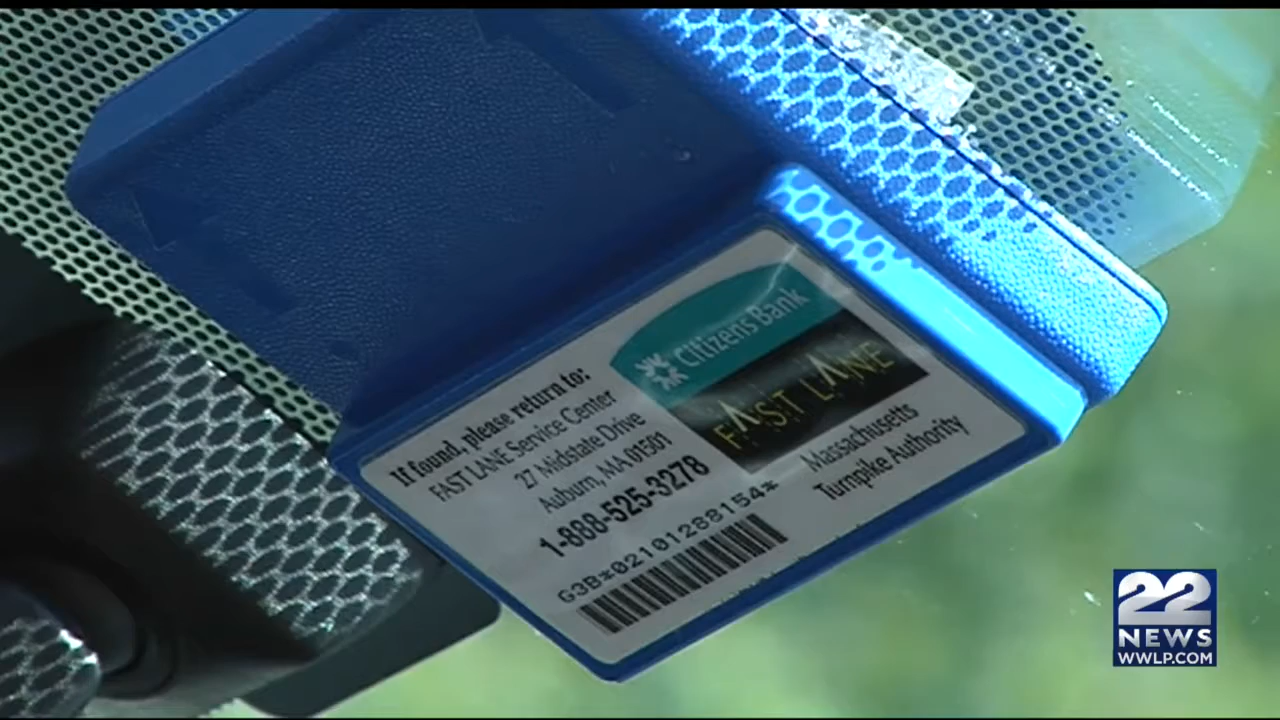 Citizens Bank
FAST LANE
Massachusetts
Turnpike Authority
If found, please return to:
FAST LANE Service Center
27 Midstate Drive
Auburn, MA 01501
1-888-525-3278
G3B*02101288154*
22
NEWS
WWLP.COM